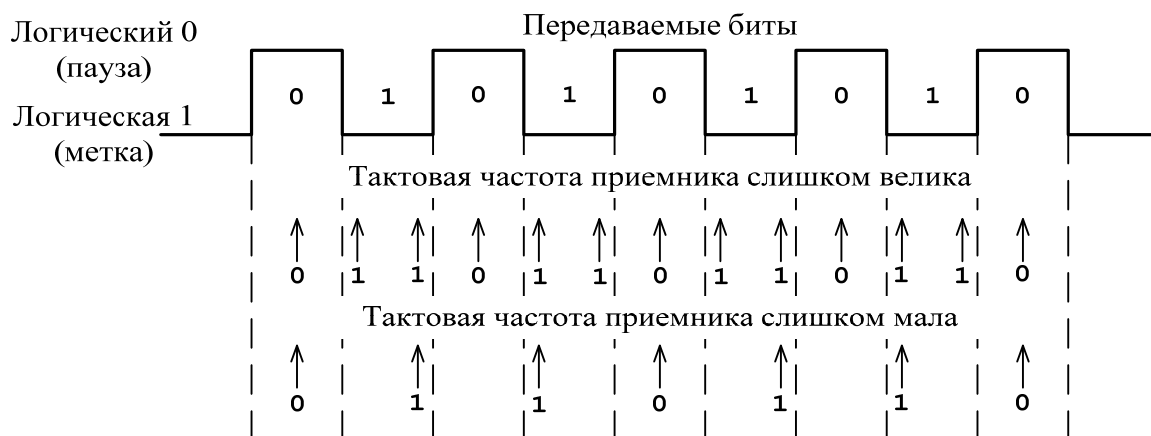 Передаваемые биты
Логический 0
(пауза)
Логическая 1
(метка)
0 1 0 1 0 1 0 1 0
Тактовая частота приемника слишком велика
0 1 1 0 1 1 0 1 1 0 1 1 0
Тактовая частота приемника слишком мала
0 1 1 0 1 1 0